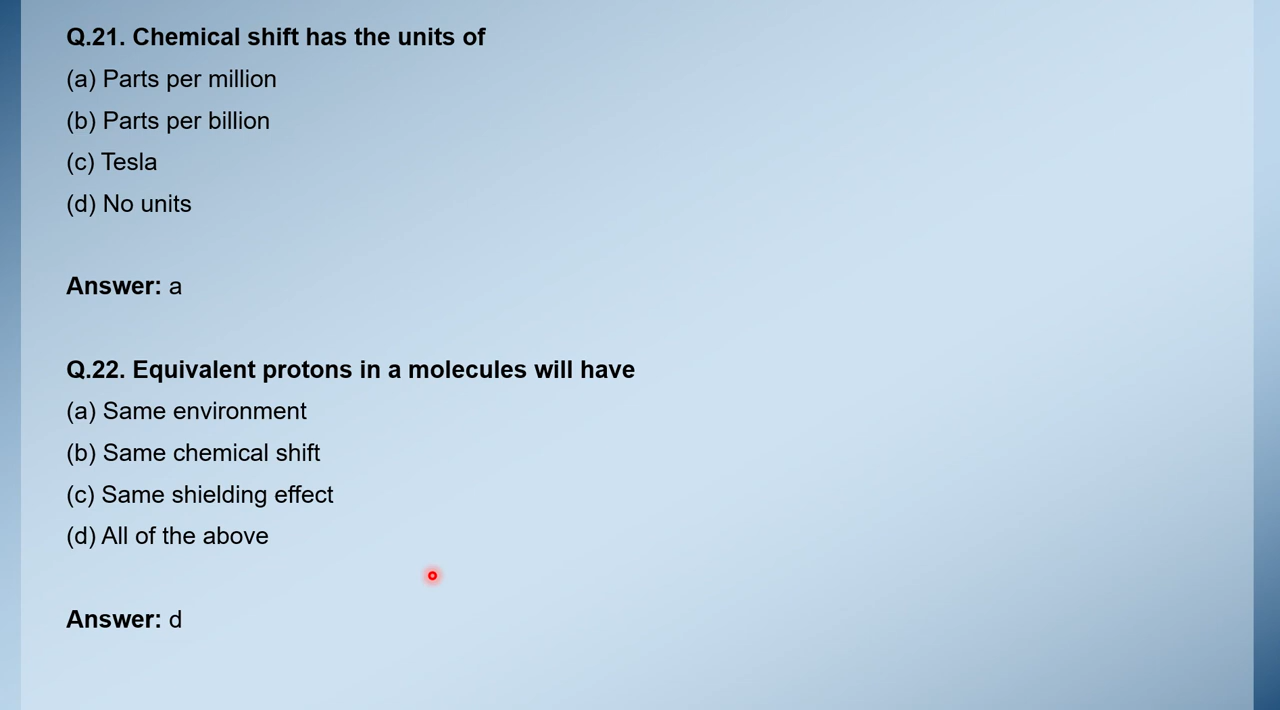 Q.21. Chemical shift has the units of
(a) Parts per million
(b) Parts per billion
(c) Tesla
(d) No units
Answer: a
Q.22. Equivalent protons in a molecules will have
(a) Same environment
(b) Same chemical shift
(c) Same shielding effect
(d) All of the above
Answer: d